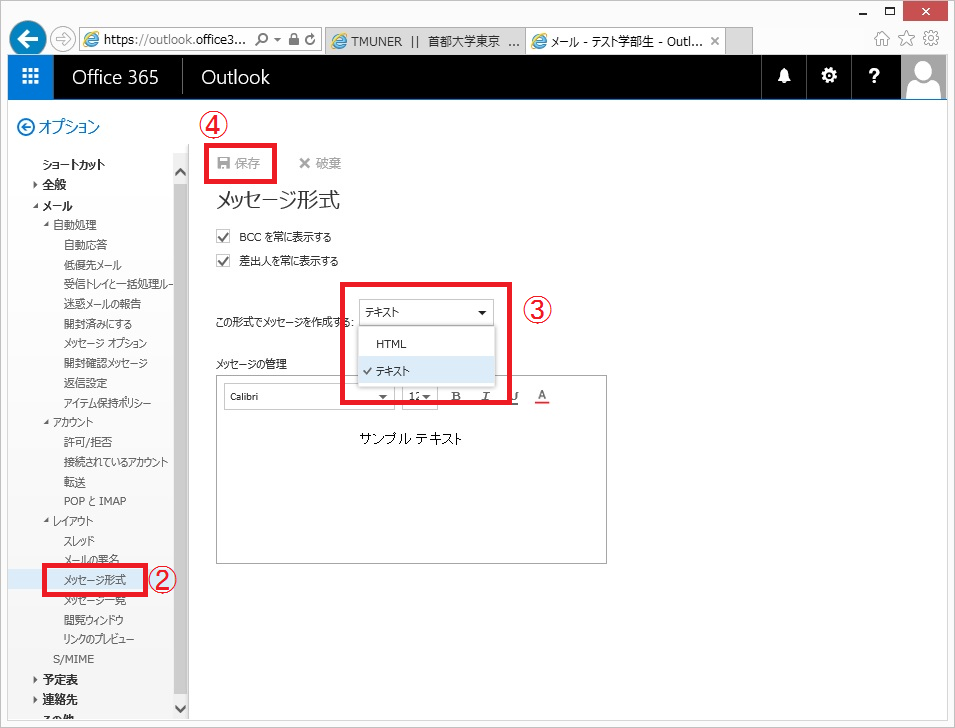 https://outlook.office3...
TMUNER || 首都大学東京 ...
メール - テスト学部生 - Outl...
Office 365
Outlook
?
オプション
ショートカット
全般
メール
自動処理
自動応答
低優先メール
受信トレイと一括処理ルー
迷惑メールの報告
開封済みにする
メッセージ オプション
開封確認メッセージ
返信設定
アイテム保持ポリシー
アカウント
許可/拒否
接続されているアカウント
転送
POP と IMAP
レイアウト
スレッド
メールの署名
メッセージ形式
②
メッセージ一覧
閲覧ウィンドウ
リンクのプレビュー
S/MIME
予定表
連絡先
その他
④
保存
破棄
メッセージ形式
BCC を常に表示する
差出人を常に表示する
この形式でメッセージを作成する:
テキスト
③
HTML
テキスト
メッセージの管理
Calibri
12
B I U A
サンプル テキスト